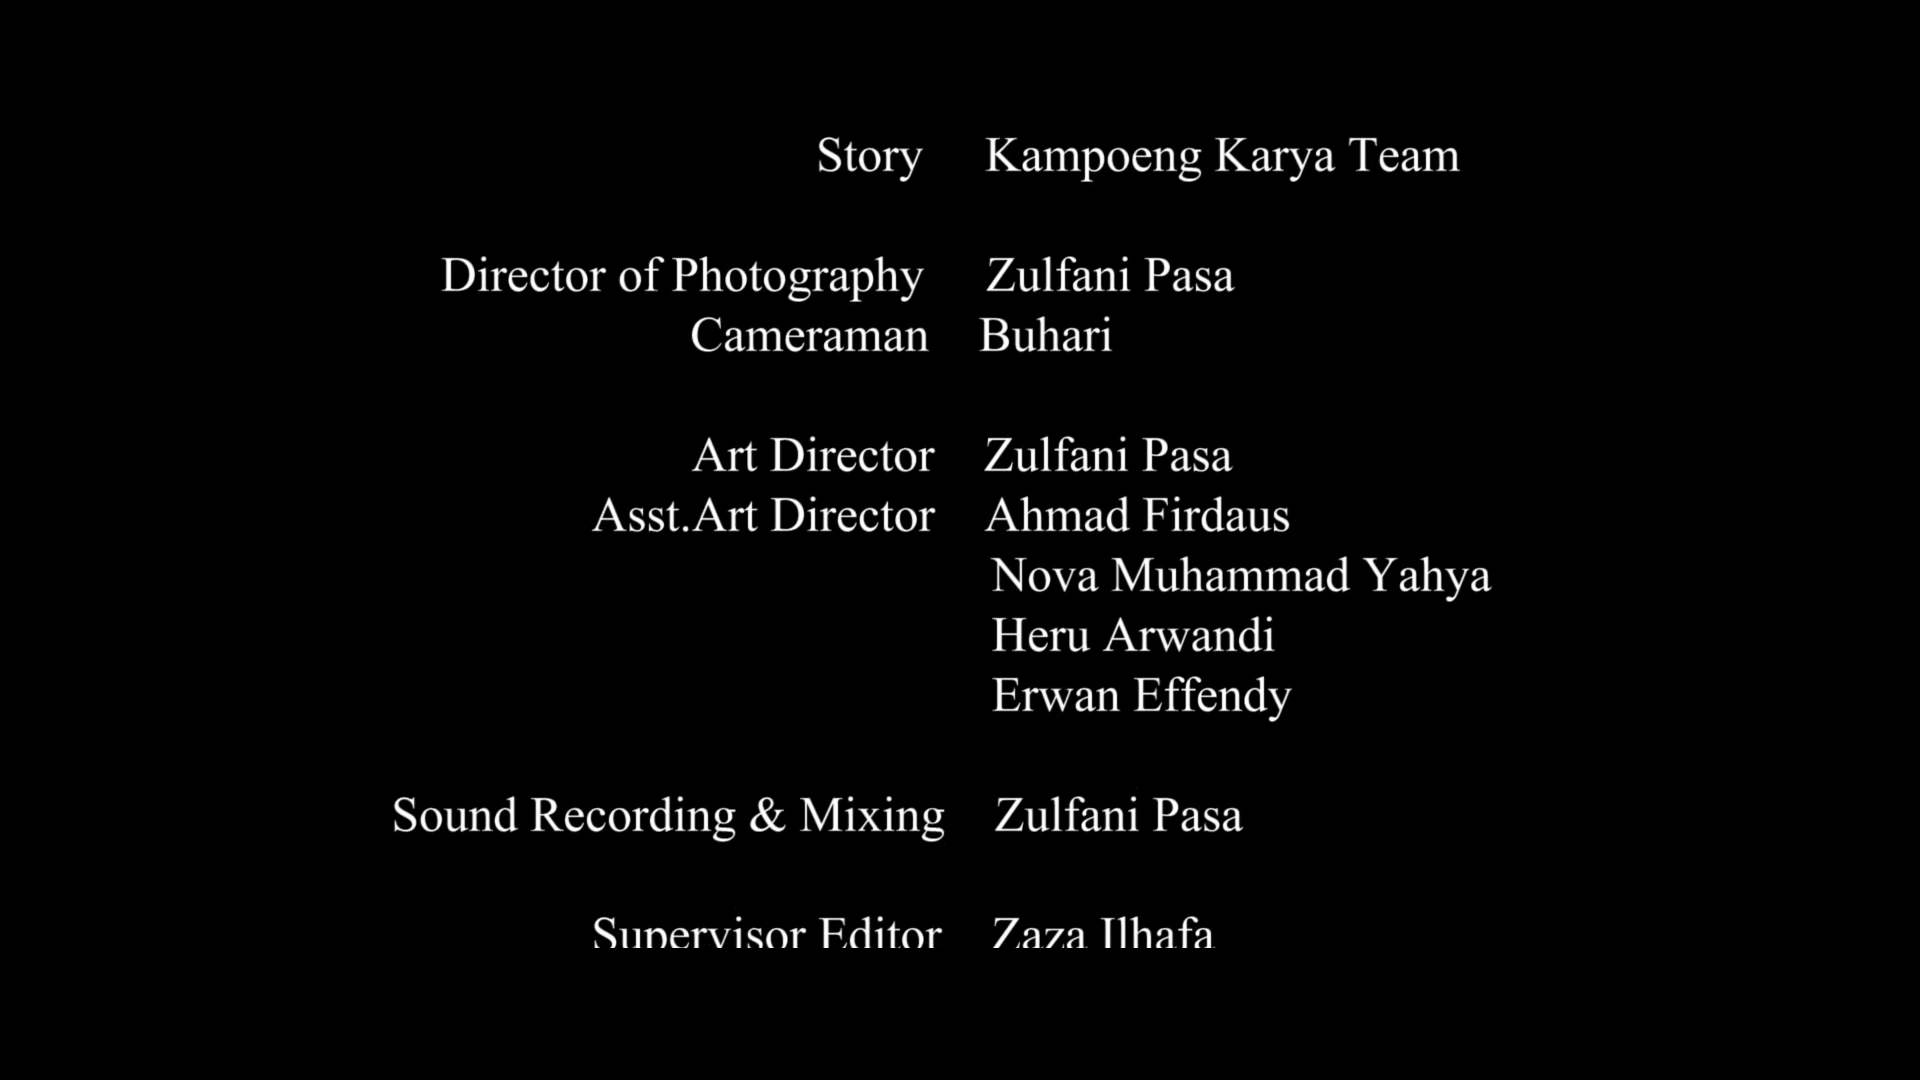 Story Kampoeng Karya Team
Director of Photography Zulfani Pasa
Cameraman Buhari
Art Director Zulfani Pasa
Asst.Art Director Ahmad Firdaus
Nova Muhammad Yahya
Heru Arwandi
Erwan Effendy
Sound Recording & Mixing Zulfani Pasa
Supervisor Editor Zaza Ilhafa